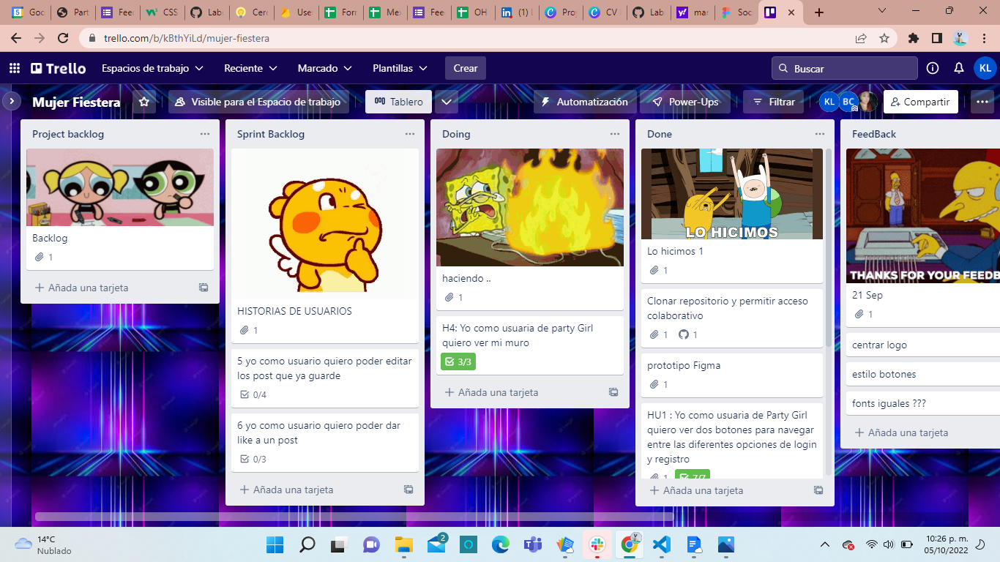 Goo
Part
Feed
CSS
Lab
Cerc
Use
Forn
Mex
Feed
OH
(1) L
Pro
CV
Lab
mar
Soc
trello.com/b/kBthYiLd/mujer-fiestera
Trello
Espacios de trabajo
Reciente
Marcado
Plantillas
Crear
Buscar
KL
Mujer Fiestera
Visible para el Espacio de trabajo
Tablero
Automatización
Power-Ups
Filtrar
KL
BC
Compartir
Project backlog
Backlog
1
Añada una tarjeta
Sprint Backlog
HISTORIAS DE USUARIOS
1
5 yo como usuario quiero poder editar
los post que ya guarde
0/4
6 yo como usuario quiero poder dar
like a un post
0/3
Añada una tarjeta
Doing
haciendo ..
1
H4: Yo como usuaria de party Girl
quiero ver mi muro
3/3
Añada una tarjeta
Done
LO HICIMOS
Lo hicimos 1
1
Clonar repositorio y permitir acceso
colaborativo
1 1
prototipo Figma
1
HU1 : Yo como usuaria de Party Girl
quiero ver dos botones para navegar
entre las diferentes opciones de login
y registro
1 7/7
Añada una tarjeta
FeedBack
THANKS FOR YOUR FEEDB
21 Sep
1
centrar logo
estilo botones
fonts iguales ???
Añada una tarjeta
14°C
Nublado
2
10:26 p. m.
05/10/2022